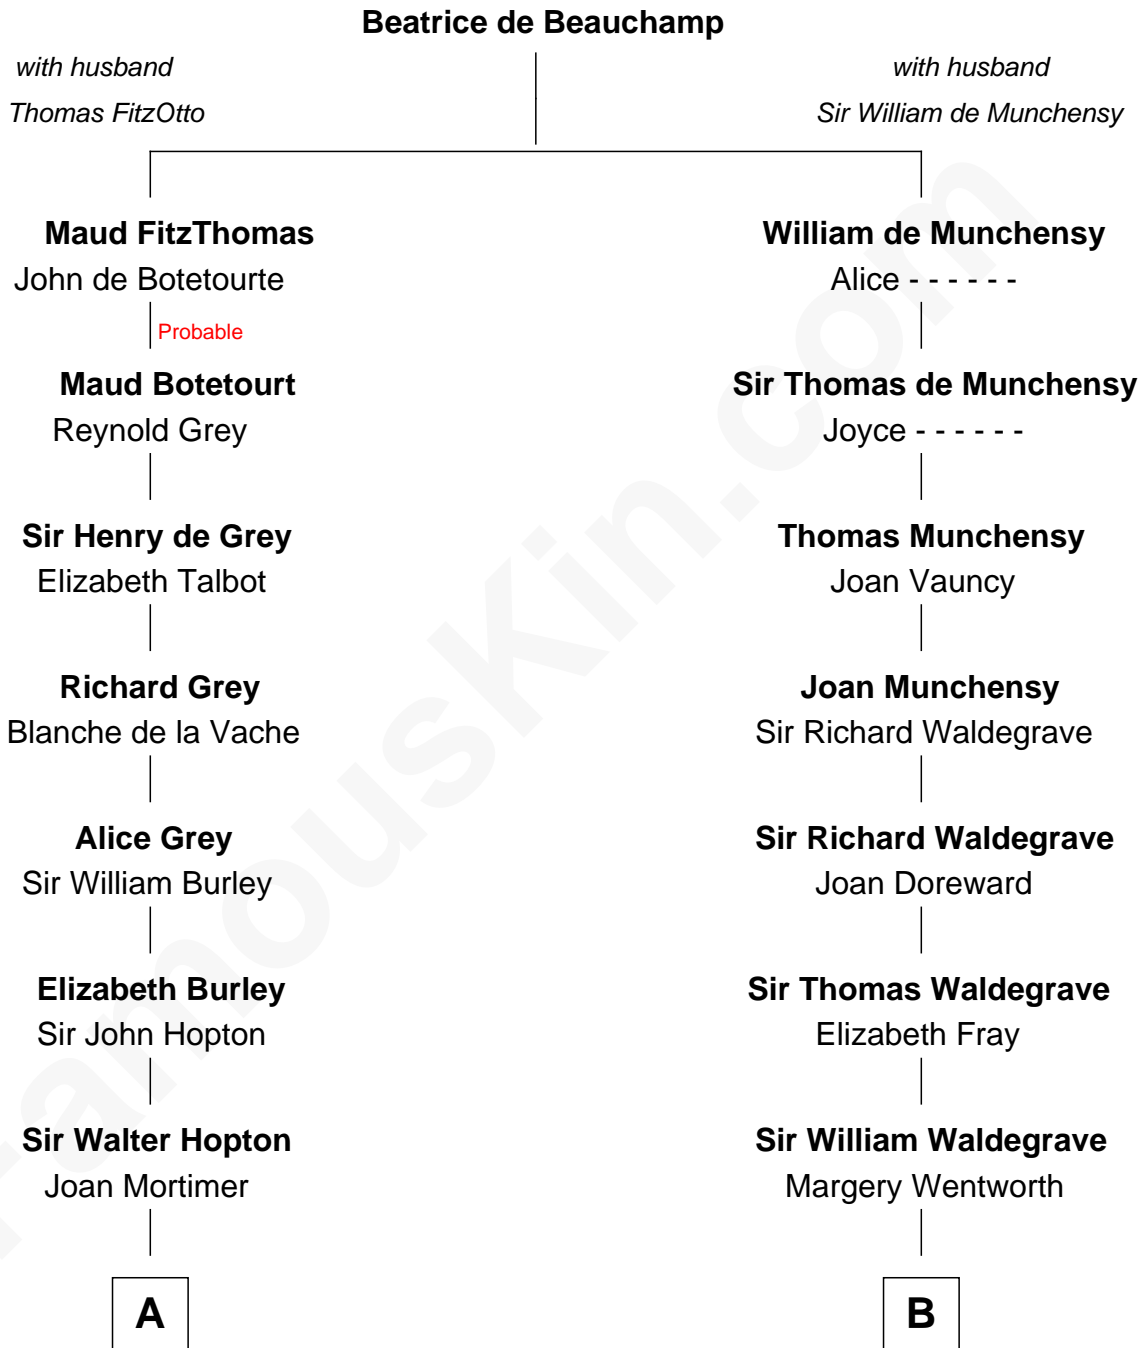 Beatrice de Beauchamp
with husband
Thomas FitzOtto
with husband
Sir William de Munchensy
Maud FitzThomas
John de Botetourte
Probable
Maud Botetourt
Reynold Grey
Sir Henry de Grey
Elizabeth Talbot
Richard Grey
Blanche de la Vache
Alice Grey
Sir William Burley
Elizabeth Burley
Sir John Hopton
Sir Walter Hopton
Joan Mortimer
A
William de Munchensy
Alice - - - - - -
Sir Thomas de Munchensy
Joyce - - - - - -
Thomas Munchensy
Joan Vauncy
Joan Munchensy
Sir Richard Waldegrave
Sir Richard Waldegrave
Joan Doreward
Sir Thomas Waldegrave
Elizabeth Fray
Sir William Waldegrave
Margery Wentworth
B
FamousKin.com